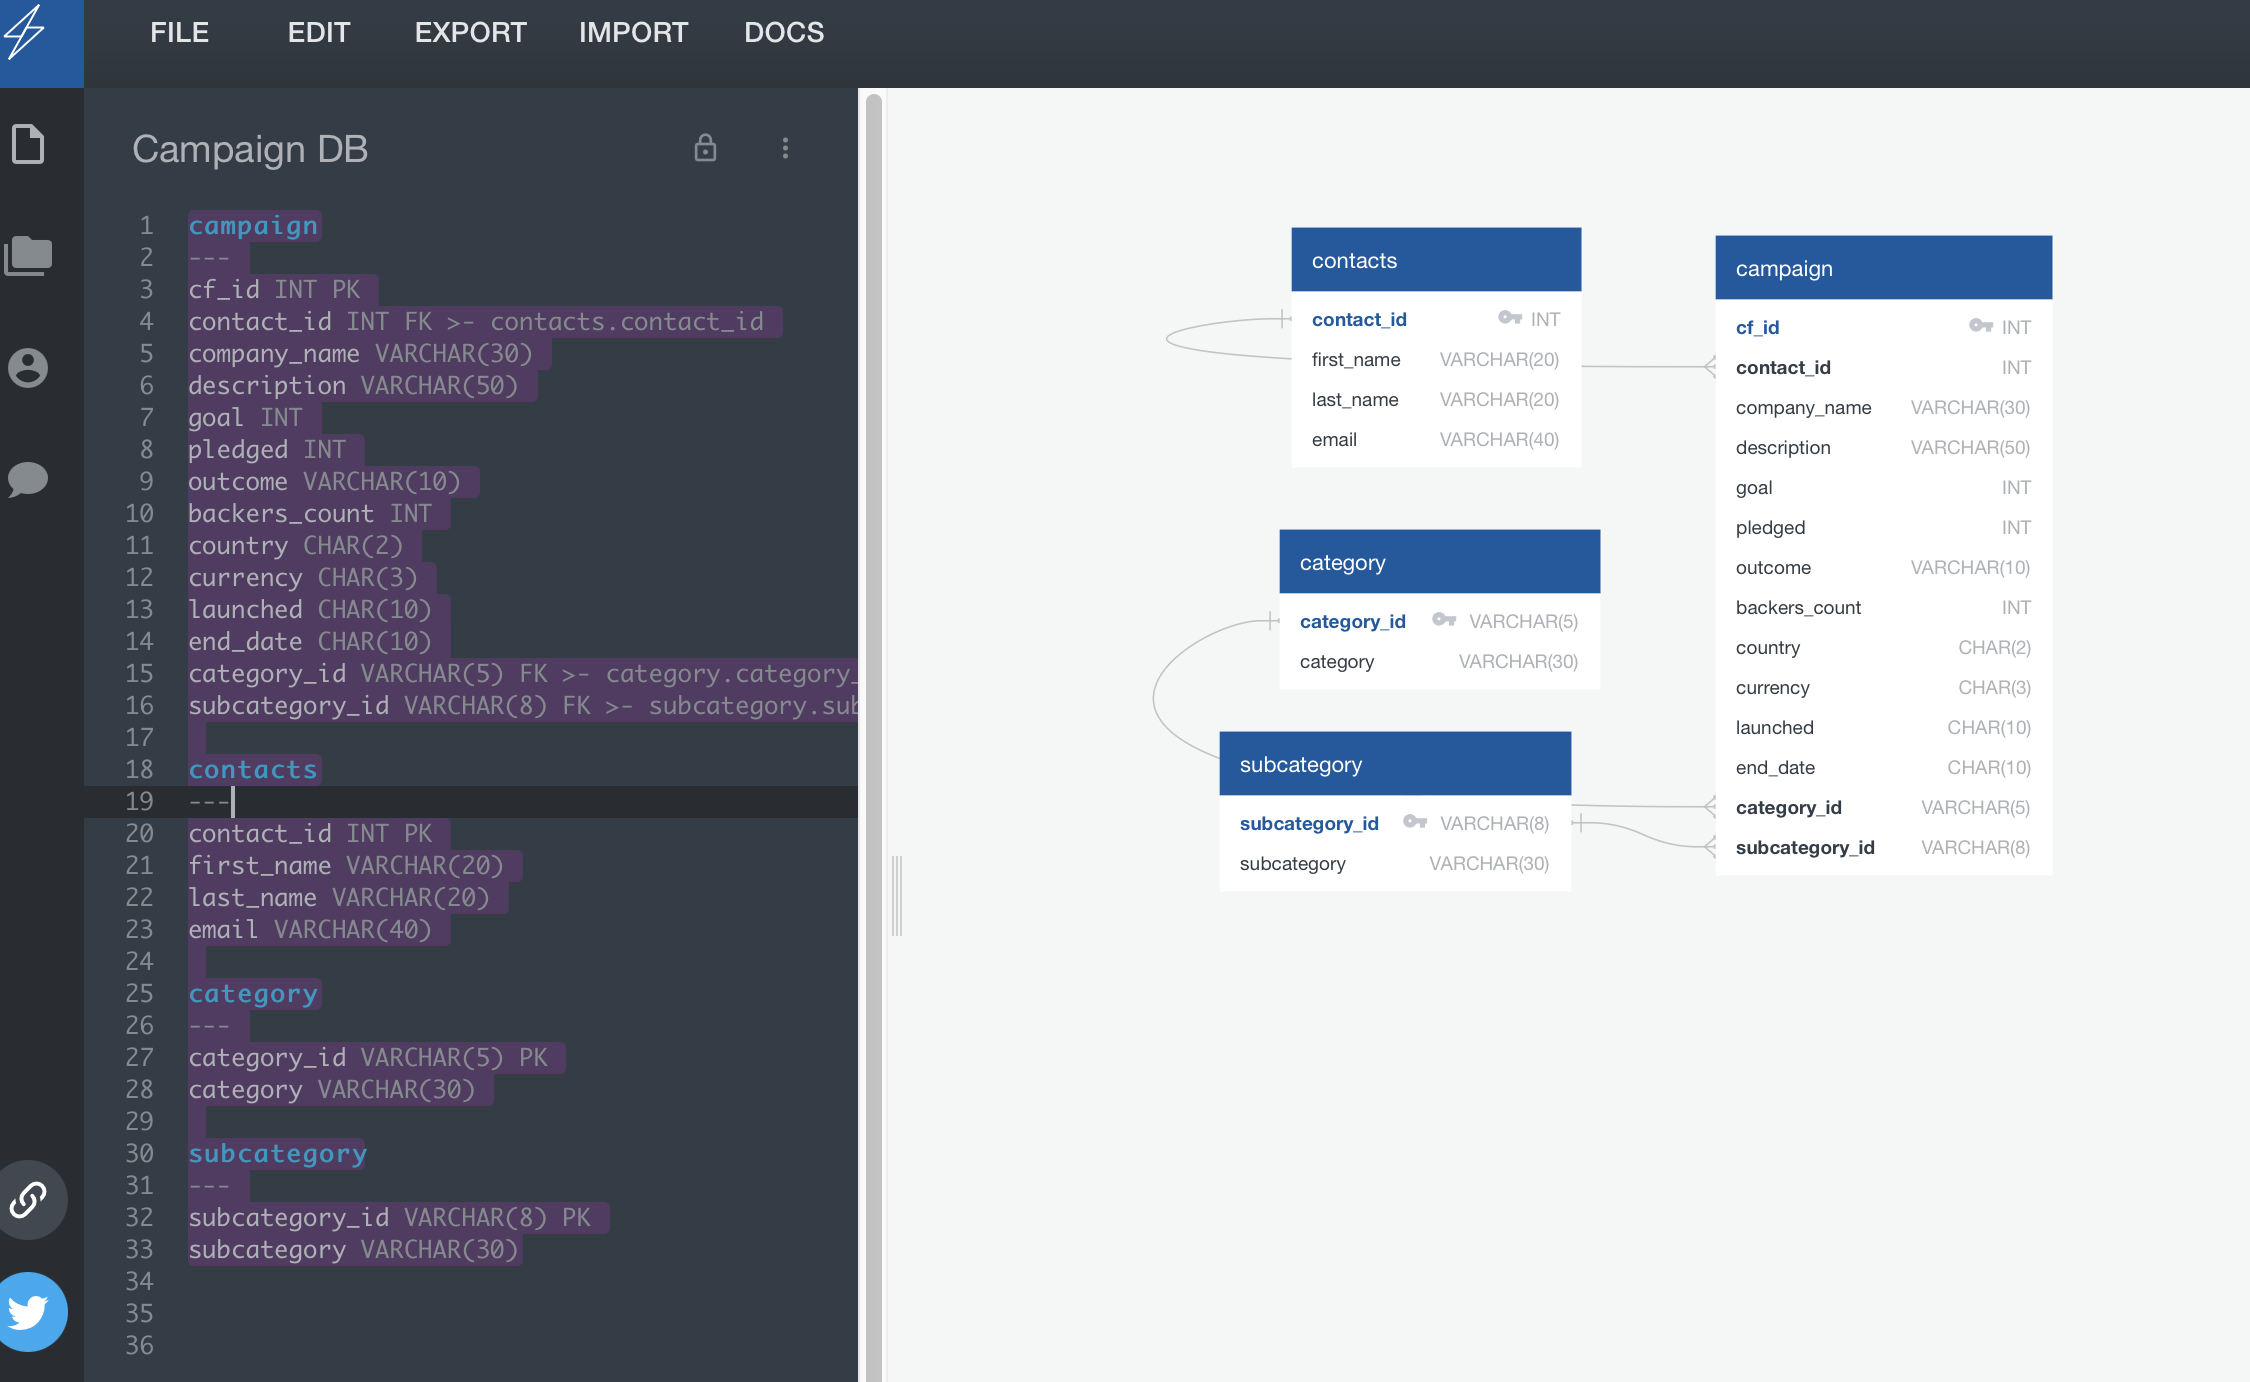 FILE EDIT EXPORT IMPORT DOCS
Campaign DB
1 campaign
2 ---
3 cf_id INT PK
4 contact_id INT FK >- contacts.contact_id
5 company_name VARCHAR(30)
6 description VARCHAR(50)
7 goal INT
8 pledged INT
9 outcome VARCHAR(10)
10 backers_count INT
11 country CHAR(2)
12 currency CHAR(3)
13 launched CHAR(10)
14 end_date CHAR(10)
15 category_id VARCHAR(5) FK >- category.category_
16 subcategory_id VARCHAR(8) FK >- subcategory.sub
17
18 contacts
19 ---
20 contact_id INT PK
21 first_name VARCHAR(20)
22 last_name VARCHAR(20)
23 email VARCHAR(40)
24
25 category
26 ---
27 category_id VARCHAR(5) PK
28 category VARCHAR(30)
29
30 subcategory
31 ---
32 subcategory_id VARCHAR(8) PK
33 subcategory VARCHAR(30)
34
35
36
contacts
contact_id INT
first_name VARCHAR(20)
last_name VARCHAR(20)
email VARCHAR(40)
category
category_id VARCHAR(5)
category VARCHAR(30)
subcategory
subcategory_id VARCHAR(8)
subcategory VARCHAR(30)
campaign
cf_id INT
contact_id INT
company_name VARCHAR(30)
description VARCHAR(50)
goal INT
pledged INT
outcome VARCHAR(10)
backers_count INT
country CHAR(2)
currency CHAR(3)
launched CHAR(10)
end_date CHAR(10)
category_id VARCHAR(5)
subcategory_id VARCHAR(8)